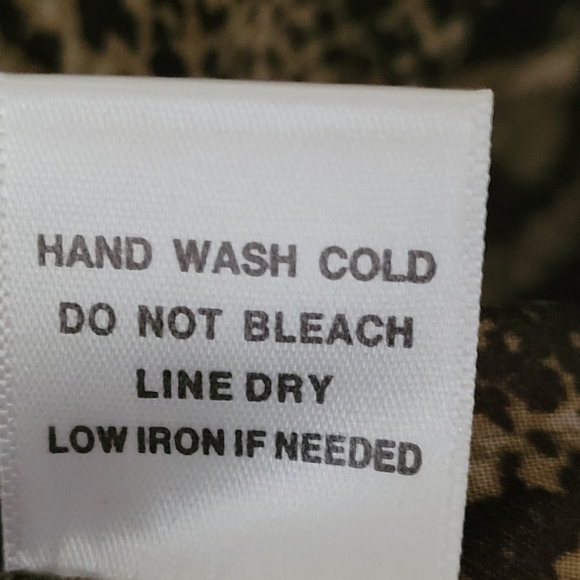 HAND WASH COLD
DO NOT BLEACH
LINE DRY
LOW IRON IF NEEDED